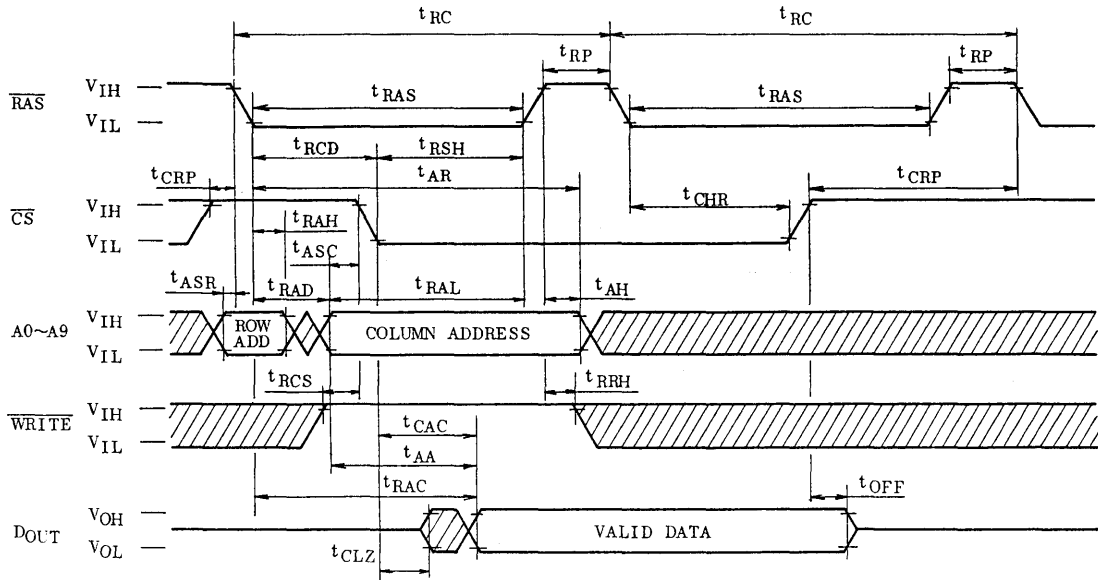 tRC tRC
tRP tRP
RAS VIH tRAS tRAS
VIL
tRCD tRSH
tCRP tAR tCRP
CS VIH tCHR
tRAH
VIL
tASC
tASR tRAD tRAL tAH
A0~A9 VIH
ROW ADD COLUMN ADDRESS
VIL
tRCS tRRH
WRITE VIH
tCAC
VIL
tAA
tRAC tOFF
DOUT VOH
VALID DATA
VOL
tCLZ